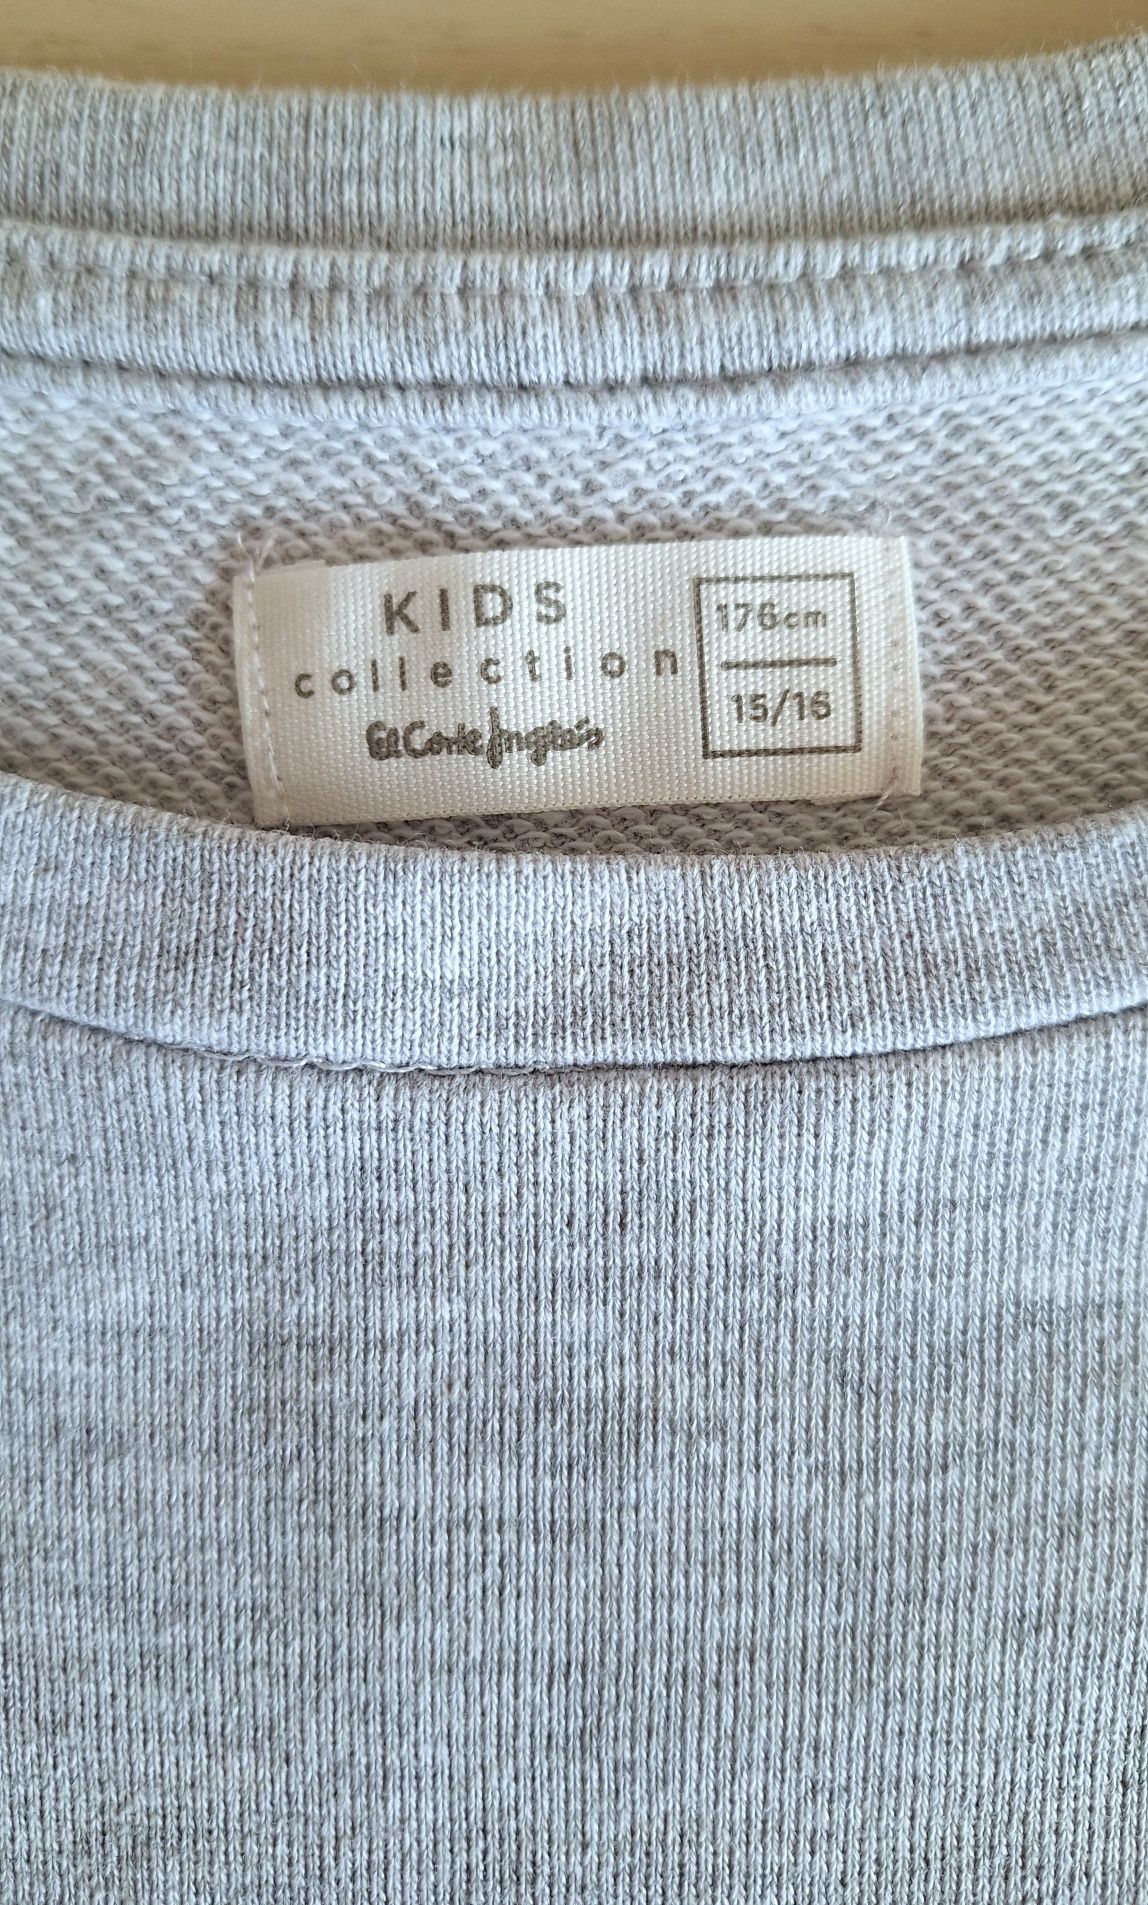 KIDS
collection
El Corte Inglés
176cm
15/16